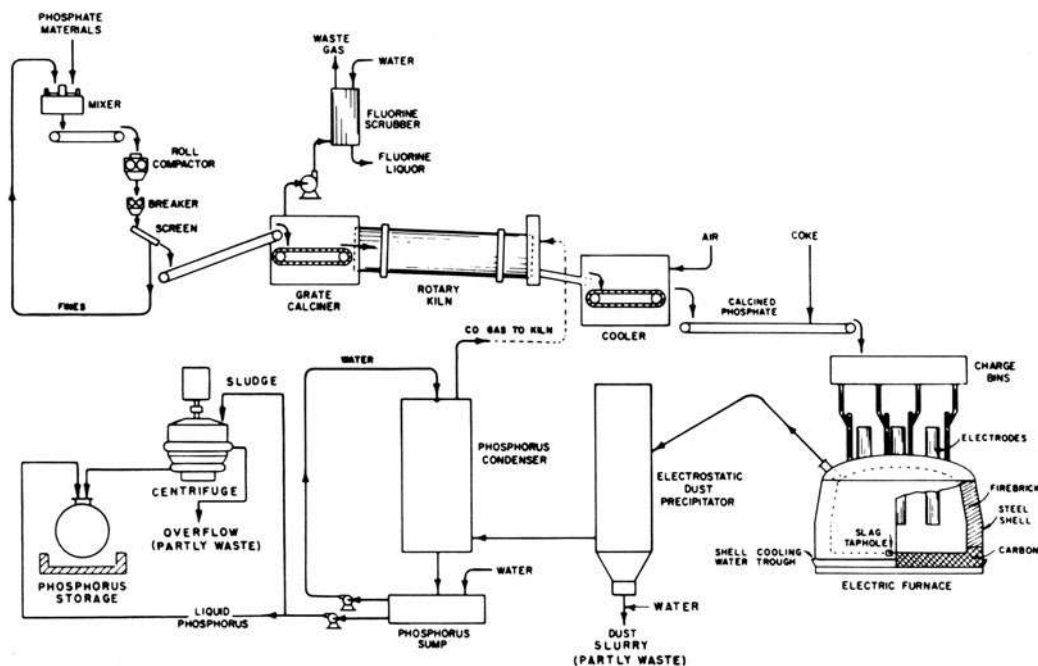 PHOSPHATE
MATERIALS
MIXER
ROLL
COMPACTOR
BREAKER
SCREEN
FINES
WASTE
GAS
WATER
FLUORINE
SCRUBBER
FLUORINE
LIQUOR
GRATE
CALCINER
ROTARY
KILN
AIR
COOLER
COKE
CALCINED
PHOSPHATE
CO GAS TO KILN
CHARGE
BINS
ELECTRODES
FIREBRICK
STEEL
SHELL
CARBON
SLAG
TAPHOLE
SHELL COOLING
WATER TROUGH
ELECTRIC FURNACE
ELECTROSTATIC
DUST
PRECIPITATOR
WATER
DUST
SLURRY
(PARTLY WASTE)
WATER
PHOSPHORUS
CONDENSER
WATER
PHOSPHORUS
SUMP
SLUDGE
CENTRIFUGE
OVERFLOW
(PARTLY WASTE)
PHOSPHORUS
STORAGE
LIQUID
PHOSPHORUS